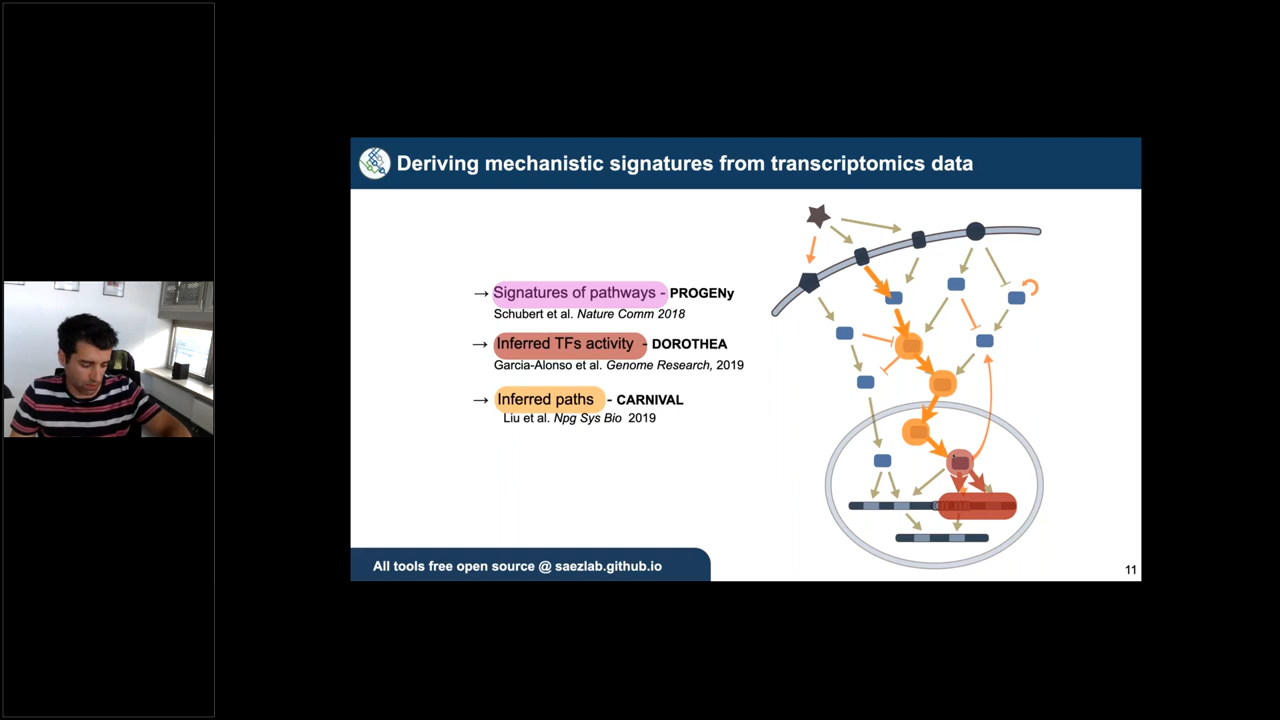 Deriving mechanistic signatures from transcriptomics data
→ Signatures of pathways - PROGENy
Schubert et al. Nature Comm 2018
→ Inferred TFs activity - DOROTHEA
Garcia-Alonso et al. Genome Research, 2019
→ Inferred paths - CARNIVAL
Liu et al. Npg Sys Bio 2019
All tools free open source @ saezlab.github.io
11